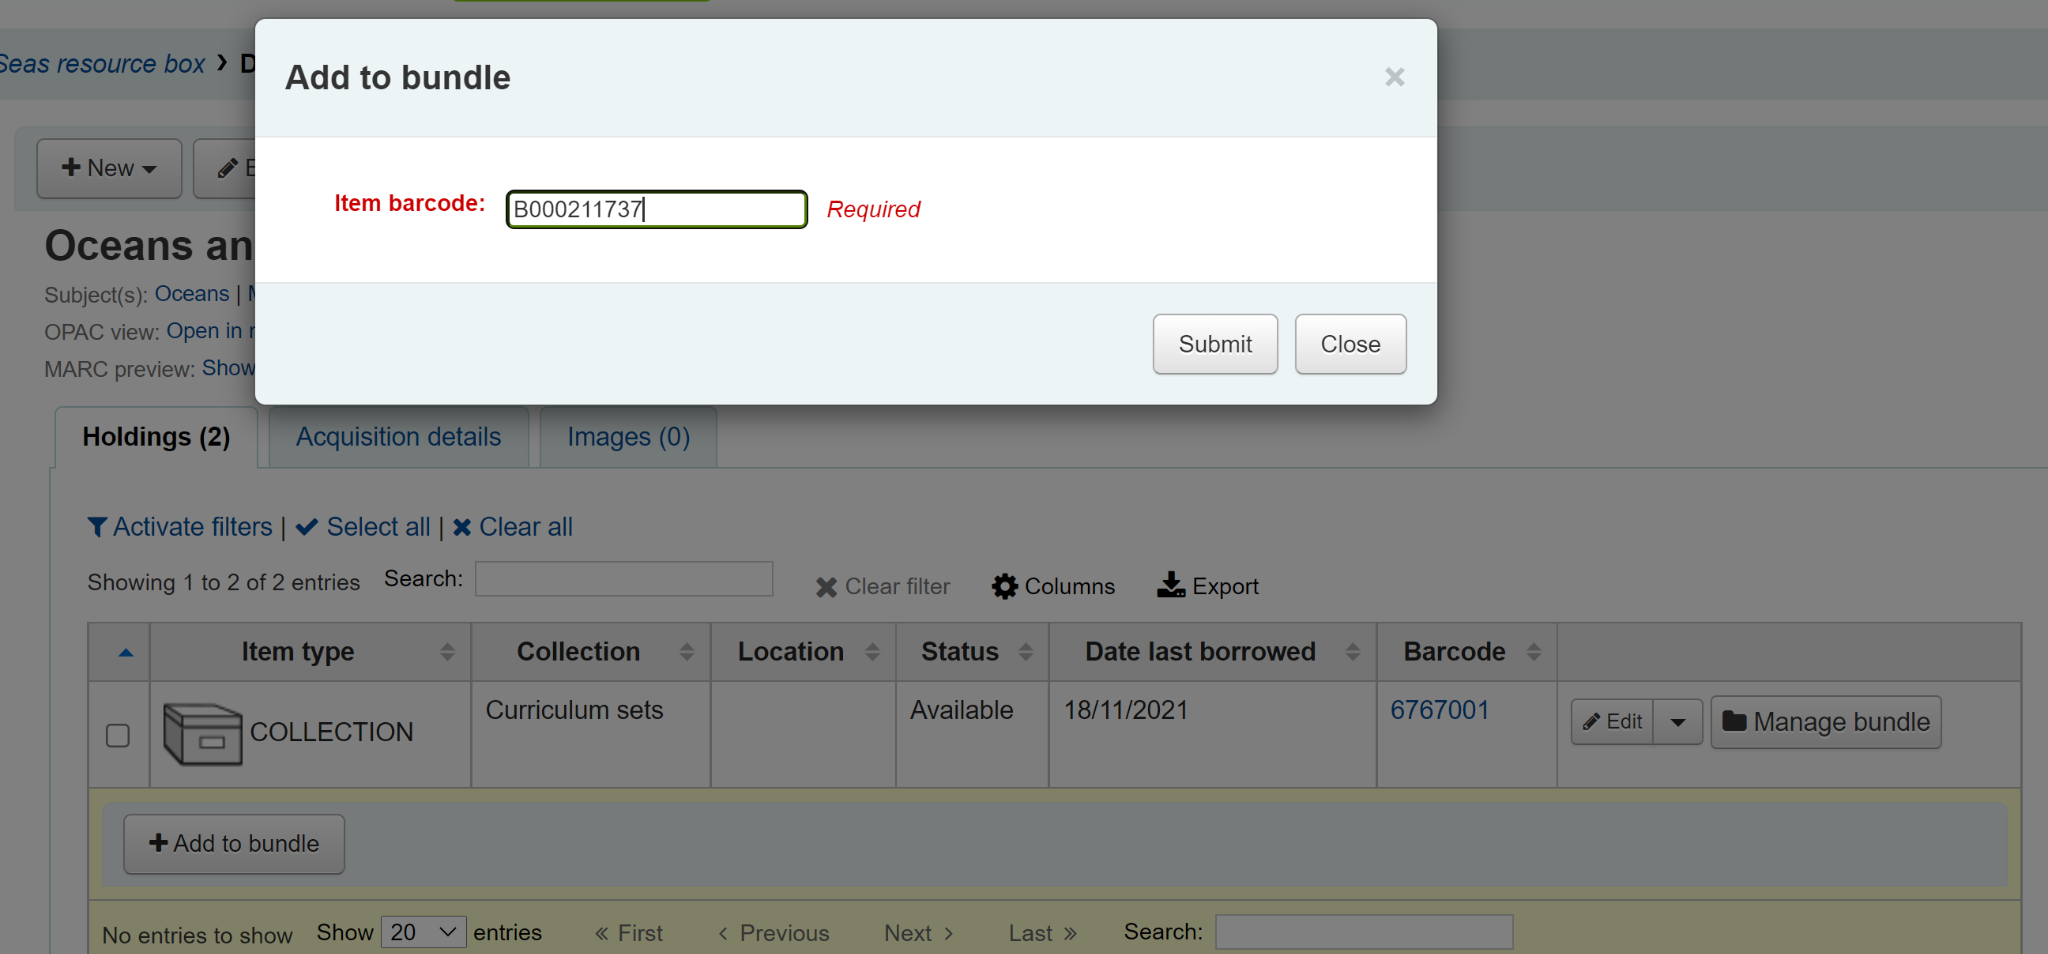 Seas resource box › D
Add to bundle ×
New
Item barcode: B000211737 Required
Submit Close
Oceans an
Subject(s): Oceans |
OPAC view: Open in
MARC preview: Show
Holdings (2) Acquisition details Images (0)
Activate filters | Select all | Clear all
Showing 1 to 2 of 2 entries Search: Clear filter Columns Export
Item type Collection Location Status Date last borrowed Barcode
COLLECTION Curriculum sets Available 18/11/2021 6767001 Edit Manage bundle
+ Add to bundle
No entries to show Show 20 entries « First ‹ Previous Next › Last » Search: